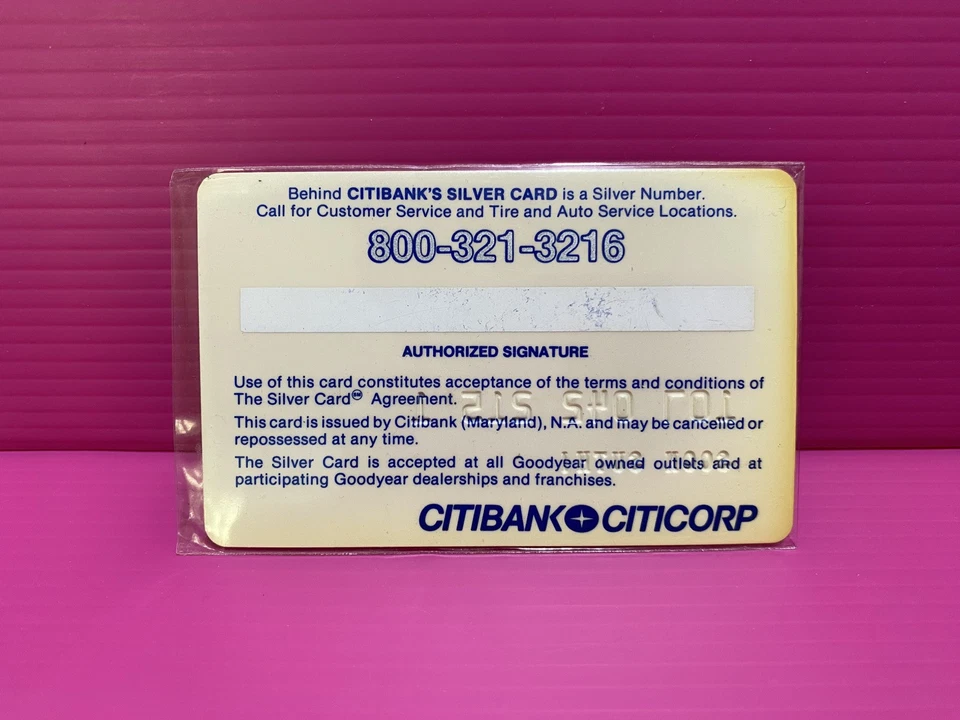 Behind CITIBANK'S SILVER CARD is a Silver Number.
Call for Customer Service and Tire and Auto Service Locations.
800-321-3216
AUTHORIZED SIGNATURE
Use of this card constitutes acceptance of the terms and conditions of
The Silver Card℠ Agreement.
This card is issued by Citibank (Maryland), N.A. and may be cancelled or
repossessed at any time.
The Silver Card is accepted at all Goodyear owned outlets and at
participating Goodyear dealerships and franchises.
CITIBANK CITICORP